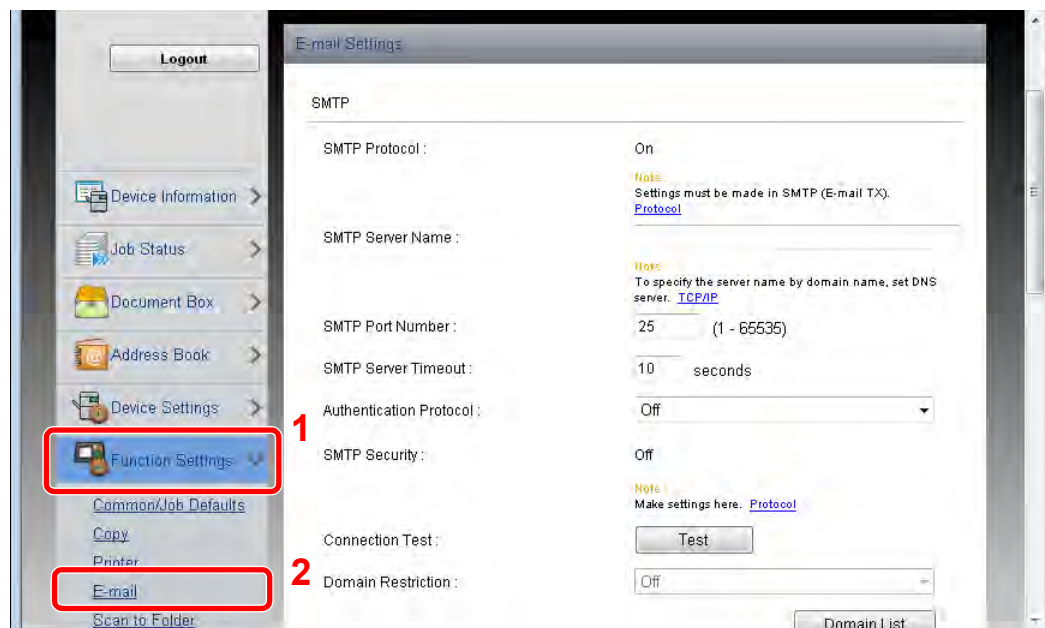 Logout
Device Information
Job Status
Document Box
Address Book
Device Settings
1
Function Settings
Common/Job Defaults
Copy
Printer
2
E-mail
Scan to Folder
E-mail Settings
SMTP
SMTP Protocol :
On
Note :
Settings must be made in SMTP (E-mail TX).
Protocol
SMTP Server Name :
Note :
To specify the server name by domain name, set DNS
server. TCP/IP
SMTP Port Number :
25 (1 - 65535)
SMTP Server Timeout :
10 seconds
Authentication Protocol :
Off
SMTP Security :
Off
Note :
Make settings here. Protocol
Connection Test :
Test
Domain Restriction :
Off
Domain List